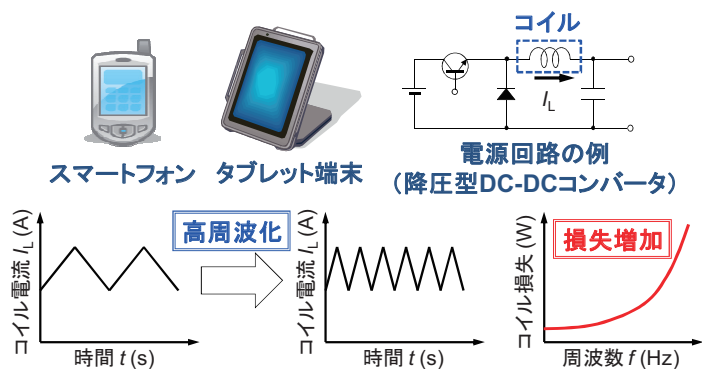 コイル
I_L
スマートフォン
タブレット端末
電源回路の例
（降圧型DC-DCコンバータ）
コイル電流 I_L (A)
時間 t (s)
高周波化
コイル電流 I_L (A)
時間 t (s)
コイル損失 (W)
損失増加
周波数 f (Hz)